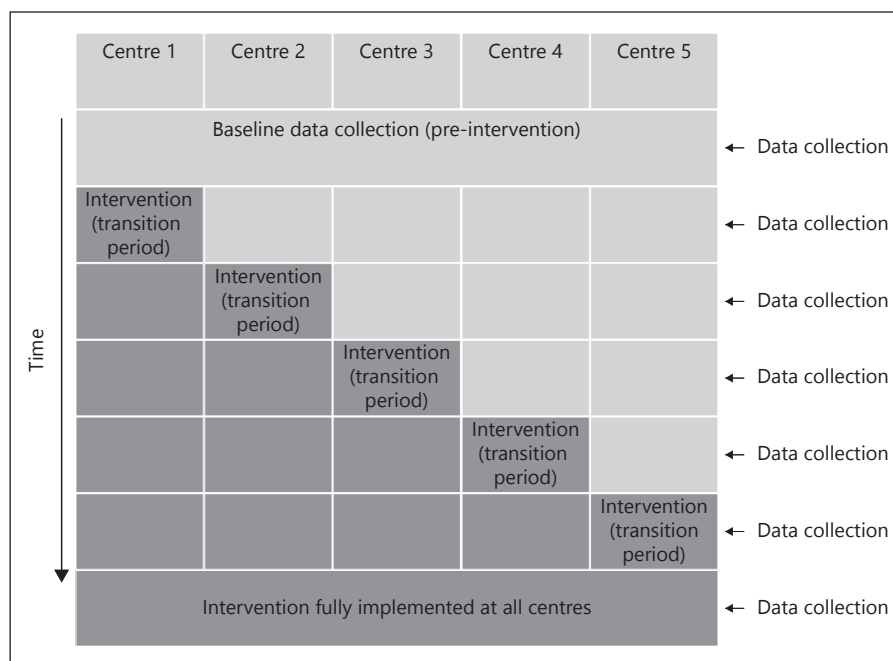 Centre 1 Centre 2 Centre 3 Centre 4 Centre 5
Baseline data collection (pre-intervention)
Data collection
Intervention
(transition
period)
Data collection
Intervention
(transition
period)
Data collection
Time
Intervention
(transition
period)
Data collection
Intervention
(transition
period)
Data collection
Intervention
(transition
period)
Data collection
Intervention fully implemented at all centres
Data collection